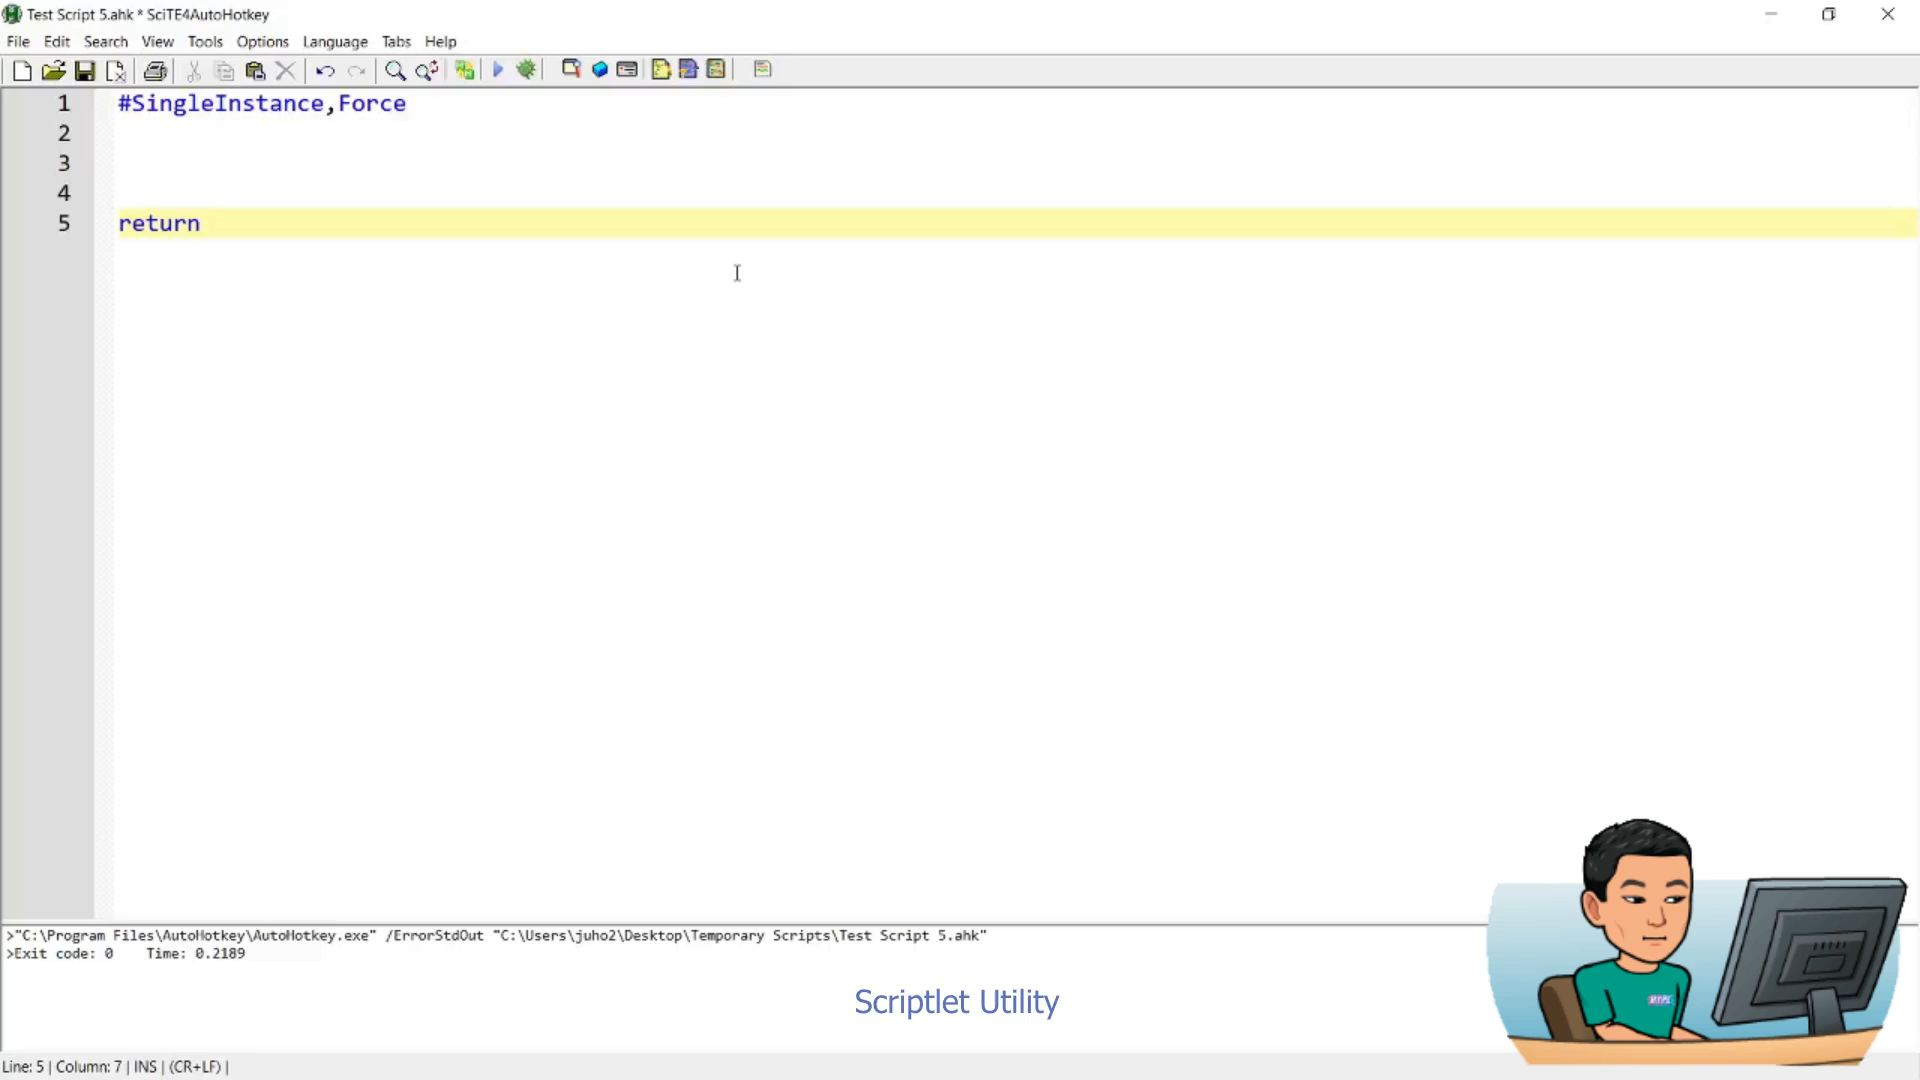 Test Script 5.ahk * SciTE4AutoHotkey
File Edit Search View Tools Options Language Tabs Help
1 #SingleInstance,Force
2
3
4
5 return
>"C:\Program Files\AutoHotkey\AutoHotkey.exe" /ErrorStdOut "C:\Users\juho2\Desktop\Temporary Scripts\Test Script 5.ahk"
>Exit code: 0 Time: 0.2189
Scriptlet Utility
Line: 5 | Column: 7 | INS | (CR+LF) |